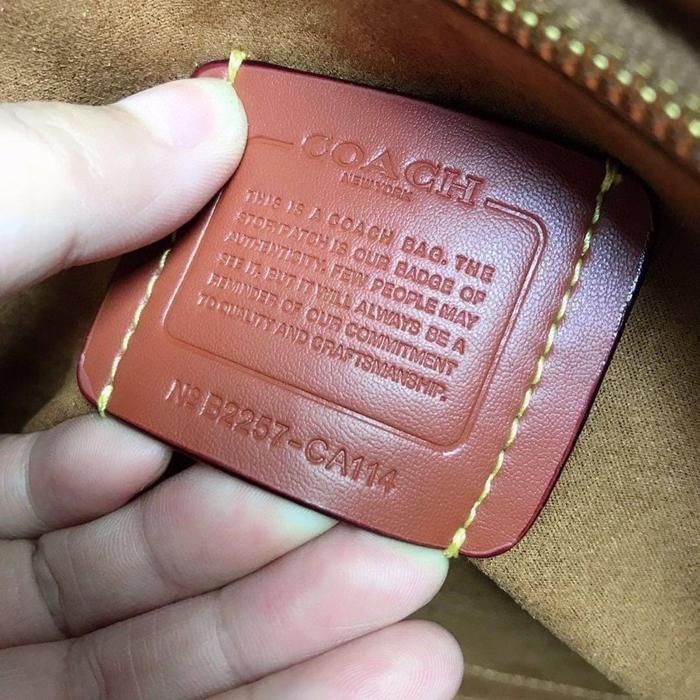 COACH
NEW YORK
THIS IS A COACH BAG. THE
STORYPATCH IS OUR BADGE OF
AUTHENTICITY. FEW PEOPLE MAY
SEE IT, BUT IT WILL ALWAYS BE A
REMINDER OF OUR COMMITMENT
TO QUALITY AND CRAFTSMANSHIP.
No B2257-CA114